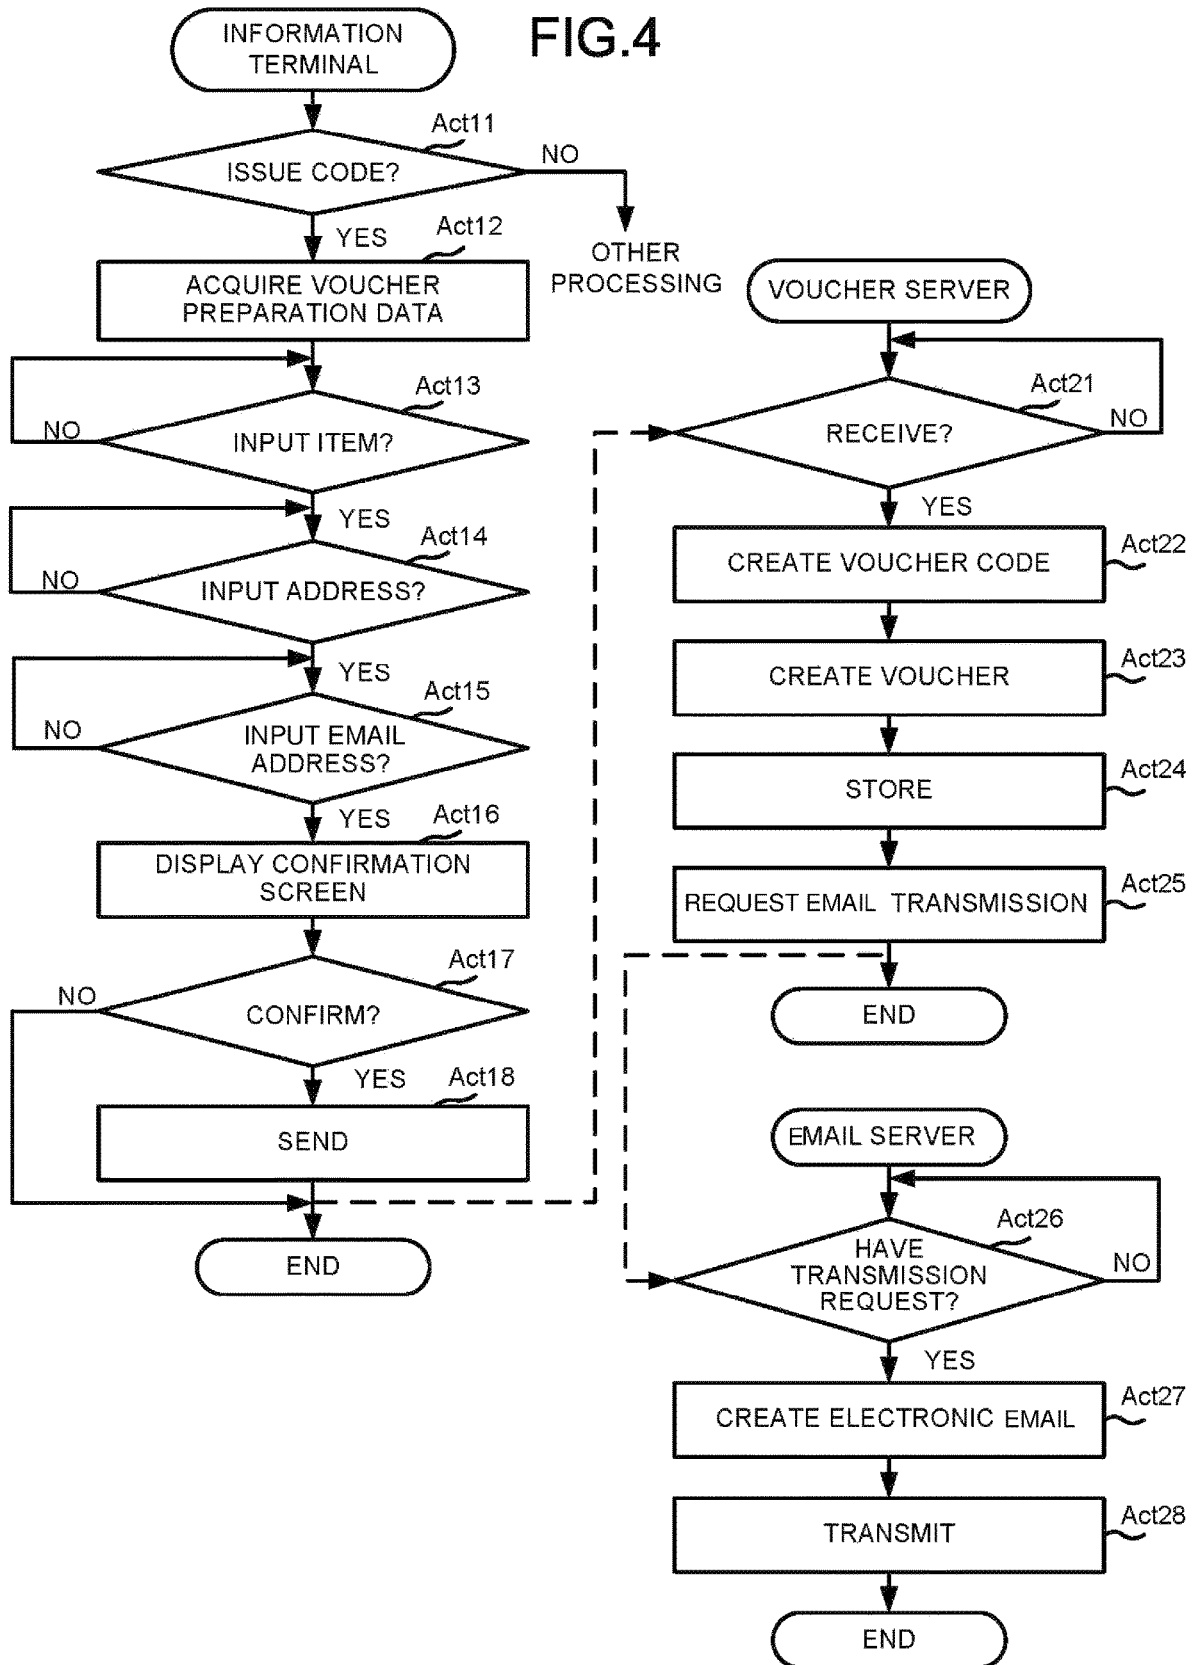 FIG.4
INFORMATION
TERMINAL
Act11
ISSUE CODE?
NO
YES
OTHER
PROCESSING
Act12
ACQUIRE VOUCHER
PREPARATION DATA
Act13
INPUT ITEM?
NO
YES
Act14
INPUT ADDRESS?
NO
YES
Act15
INPUT EMAIL
ADDRESS?
NO
YES
Act16
DISPLAY CONFIRMATION
SCREEN
Act17
CONFIRM?
NO
YES
Act18
SEND
END
VOUCHER SERVER
Act21
RECEIVE?
NO
YES
Act22
CREATE VOUCHER CODE
Act23
CREATE VOUCHER
Act24
STORE
Act25
REQUEST EMAIL TRANSMISSION
END
EMAIL SERVER
Act26
HAVE
TRANSMISSION
REQUEST?
NO
YES
Act27
CREATE ELECTRONIC EMAIL
Act28
TRANSMIT
END